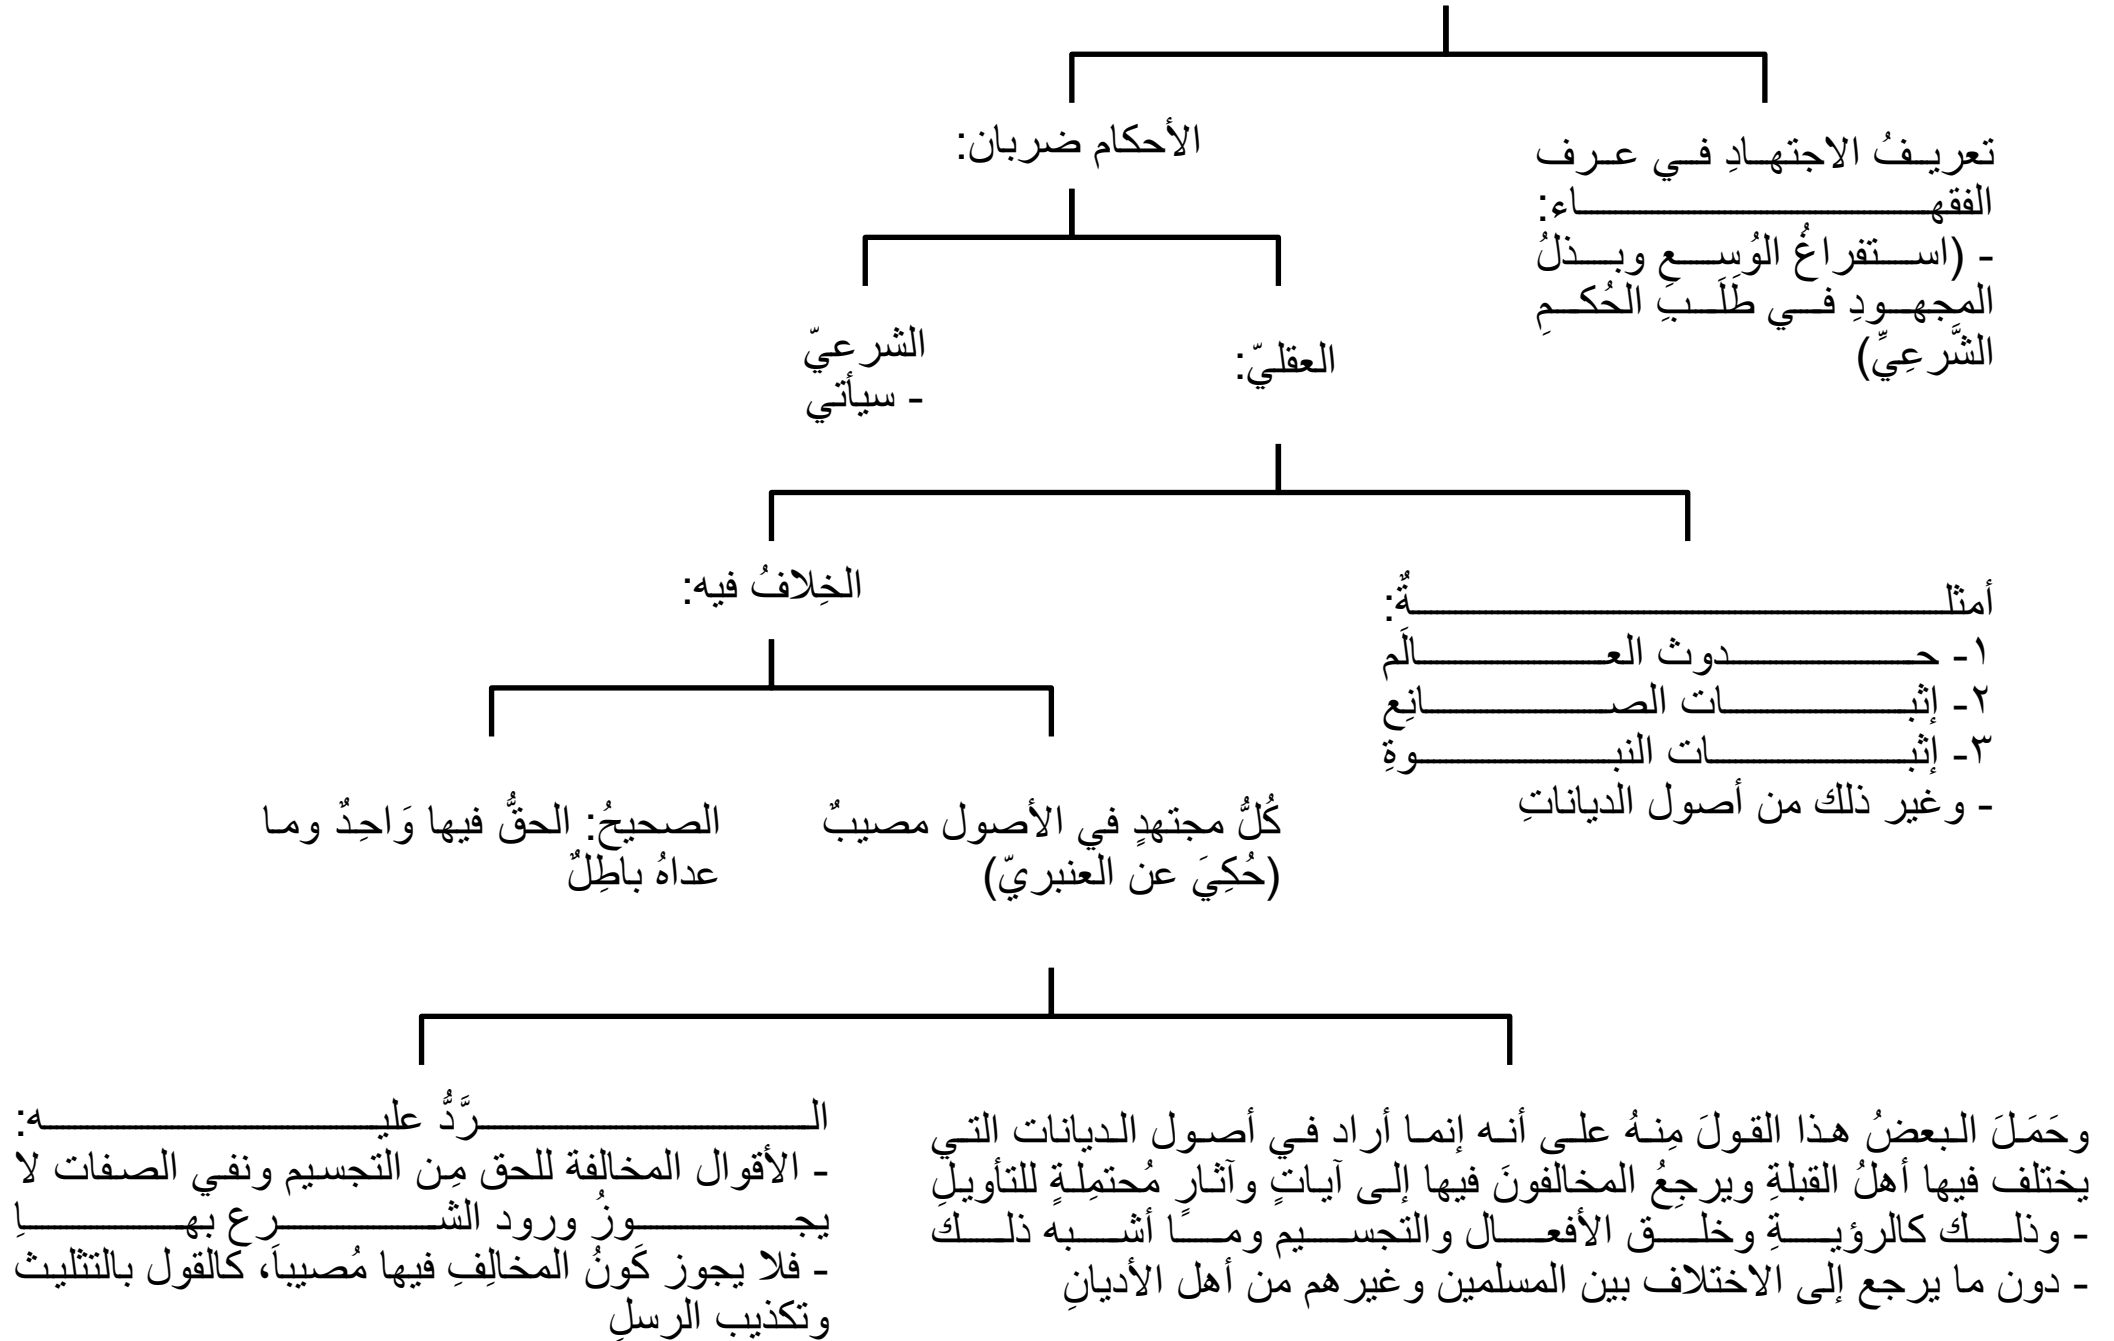 تعريفُ الاجتهادِ في عرف
الفقهاء:
- (استفراغُ الوُسعِ وبذلُ
المجهودِ في طَلَبِ الحُكمِ
الشَّرعِيِّ)
الأحكام ضربان:
العقليّ:
الشرعيّ
- سيأتي
أمثلةٌ:
١- حدوث العالَم
٢- إثبات الصانِع
٣- إثبات النبوةِ
- وغير ذلك من أصول الدياناتِ
الخِلافُ فيه:
كُلُّ مجتهدٍ في الأصول مصيبٌ
(حُكِيَ عن العنبريّ)
الصحيحُ: الحقُّ فيها وَاحِدٌ وما
عداهُ باطِلٌ
وحَمَلَ البعضُ هذا القولَ مِنهُ على أنه إنما أراد في أصول الديانات التي
يختلف فيها أهلُ القبلةِ ويرجِعُ المخالفونَ فيها إلى آياتٍ وآثارٍ مُحتمِلةٍ للتأويلِ
- وذلك كالرؤيةِ وخلق الأفعال والتجسيم وما أشبه ذلك
- دون ما يرجع إلى الاختلاف بين المسلمين وغيرهم من أهل الأديانِ
الرَّدُّ عليه:
- الأقوال المخالفة للحق مِن التجسيم ونفي الصفات لا
يجوزُ ورود الشرع بهاِ
- فلا يجوز كَونُ المخالِفِ فيها مُصيباَ، كالقول بالتثليث
وتكذيب الرسلِ